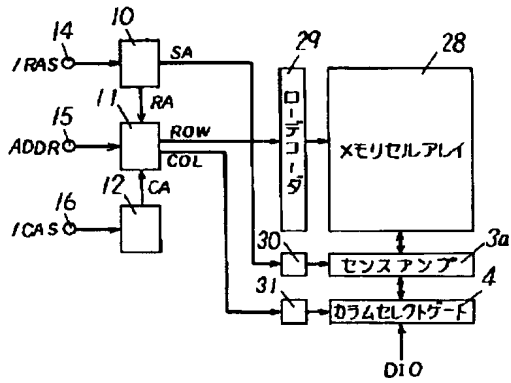 14
10
29
28
/RAS
SA
RA
15
11
ADDR
ROW
COL
ローデコーダ
メモリセルアレイ
16
12
CA
/CAS
30
センスアンプ
3a
31
カラムセレクトゲート
4
DIO